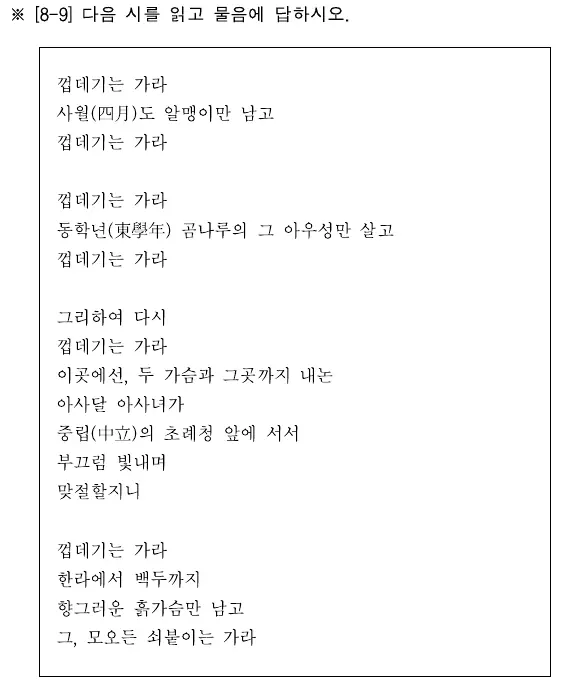 ※ [8-9] 다음 시를 읽고 물음에 답하시오.
껍데기는 가라
사월(四月)도 알맹이만 남고
껍데기는 가라
껍데기는 가라
동학년(東學年) 곰나루의 그 아우성만 살고
껍데기는 가라
그리하여 다시
껍데기는 가라
이곳에선, 두 가슴과 그곳까지 내논
아사달 아사녀가
중립(中立)의 초례청 앞에 서서
부끄럼 빛내며
맞절할지니
껍데기는 가라
한라에서 백두까지
향그러운 흙가슴만 남고
그, 모오든 쇠붙이는 가라